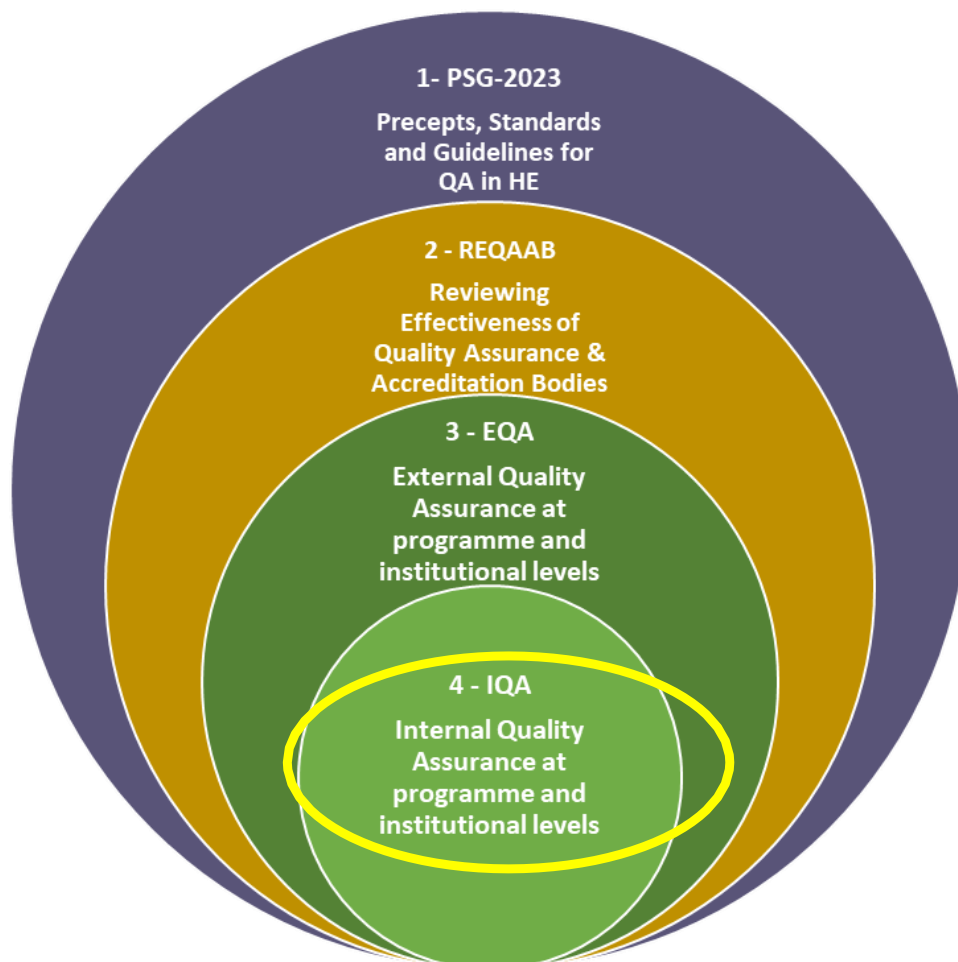 1- PSG-2023
Precepts, Standards
and Guidelines for
QA in HE
2 - REQAAB
Reviewing
Effectiveness of
Quality Assurance &
Accreditation Bodies
3 - EQA
External Quality
Assurance at
programme and
institutional levels
4 - IQA
Internal Quality
Assurance at
programme and
institutional levels